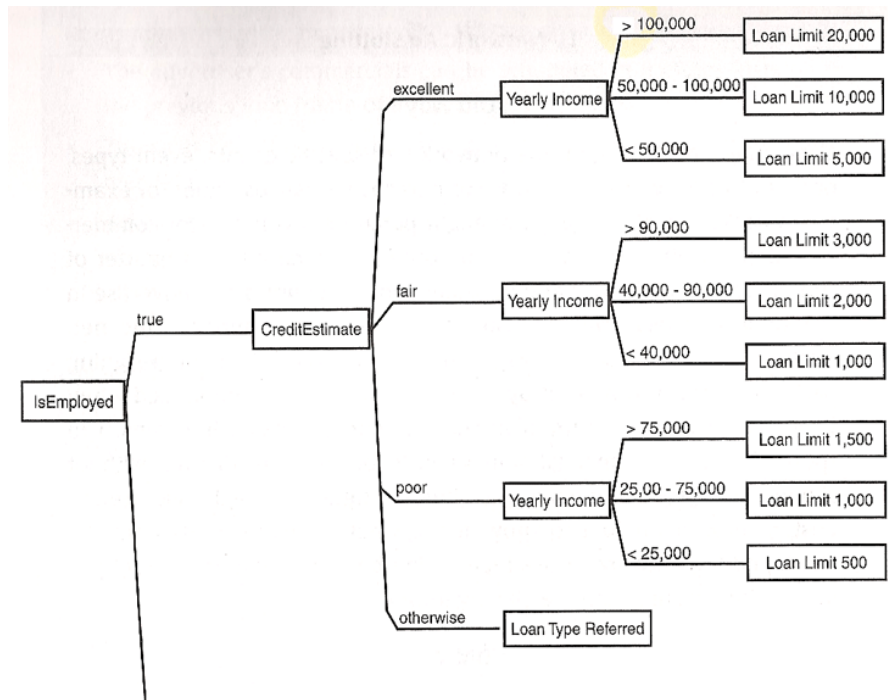 > 100,000
Loan Limit 20,000
excellent
Yearly Income
50,000 - 100,000
Loan Limit 10,000
< 50,000
Loan Limit 5,000
> 90,000
Loan Limit 3,000
fair
Yearly Income
40,000 - 90,000
Loan Limit 2,000
< 40,000
Loan Limit 1,000
true
CreditEstimate
IsEmployed
> 75,000
Loan Limit 1,500
poor
Yearly Income
25,00 - 75,000
Loan Limit 1,000
< 25,000
Loan Limit 500
otherwise
Loan Type Referred